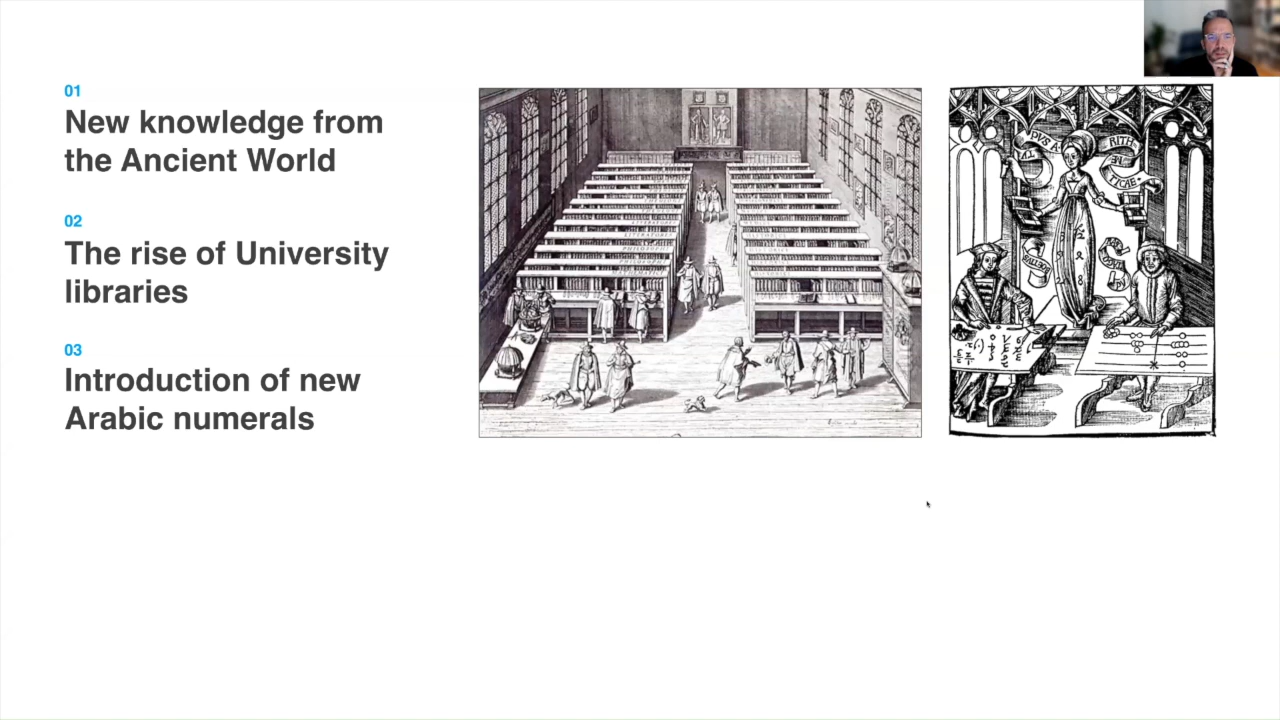 01
New knowledge from
the Ancient World
02
The rise of University
libraries
03
Introduction of new
Arabic numerals